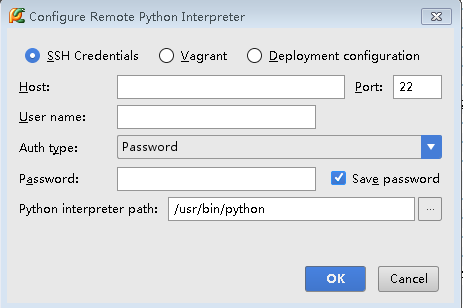 Configure Remote Python Interpreter
SSH Credentials Vagrant Deployment configuration
Host: Port: 22
User name:
Auth type: Password
Password: Save password
Python interpreter path: /usr/bin/python ...
OK Cancel